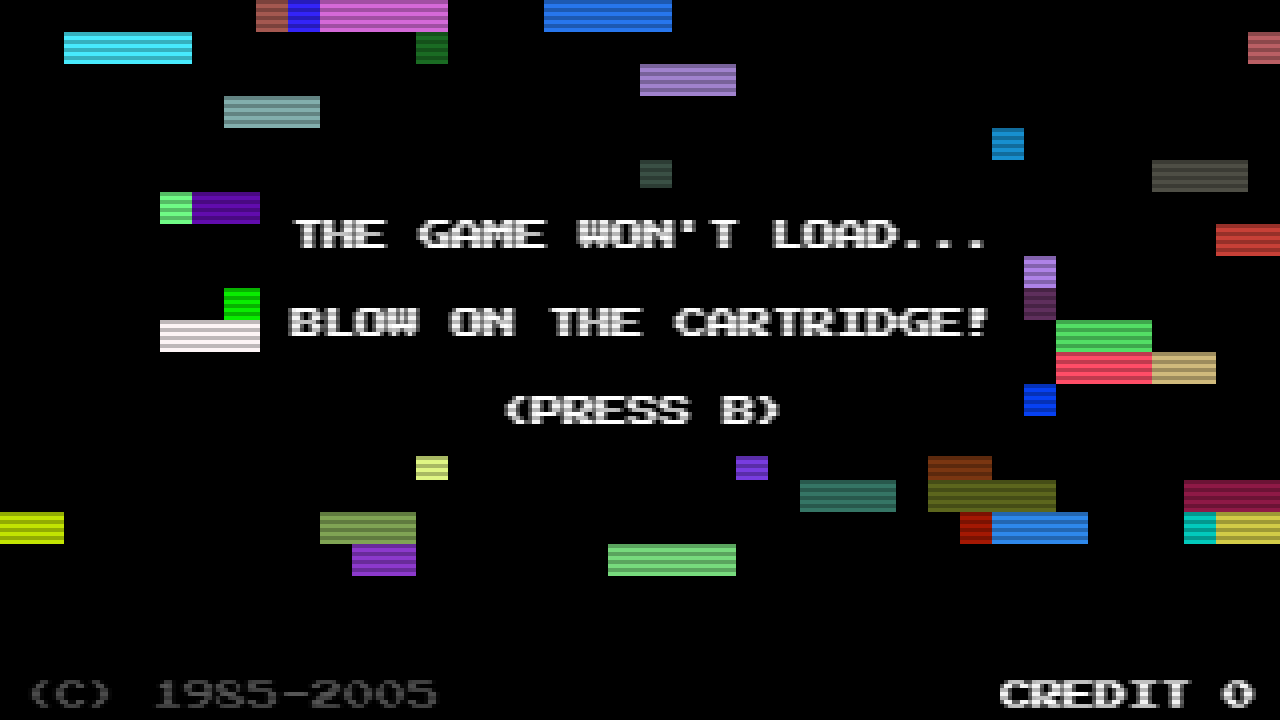 THE GAME WON'T LOAD...
BLOW ON THE CARTRIDGE!
(PRESS B)
(C) 1985-2005
CREDIT 0